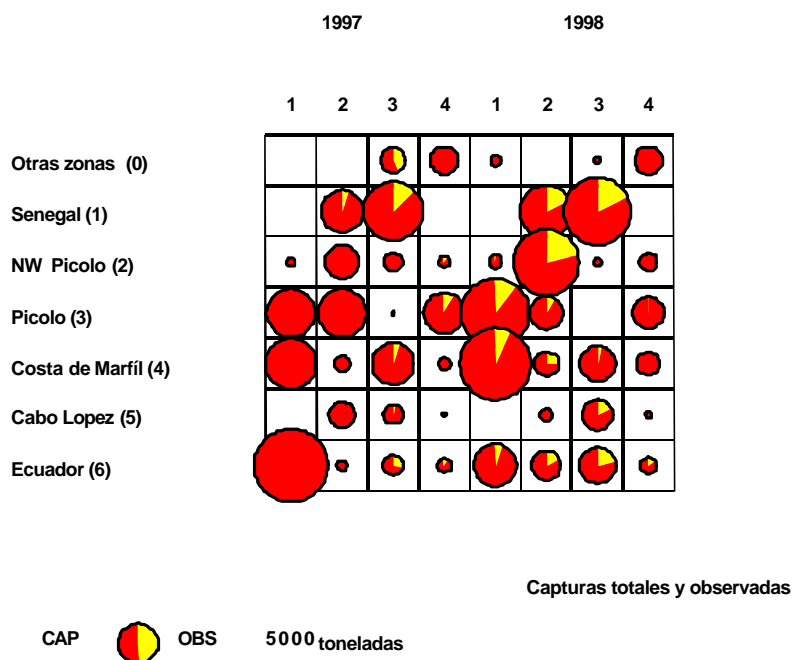 1997 1998
1 2 3 4 1 2 3 4
Otras zonas (0)
Senegal (1)
NW Picolo (2)
Picolo (3)
Costa de Marfíl (4)
Cabo Lopez (5)
Ecuador (6)
Capturas totales y observadas
CAP OBS 5000 toneladas